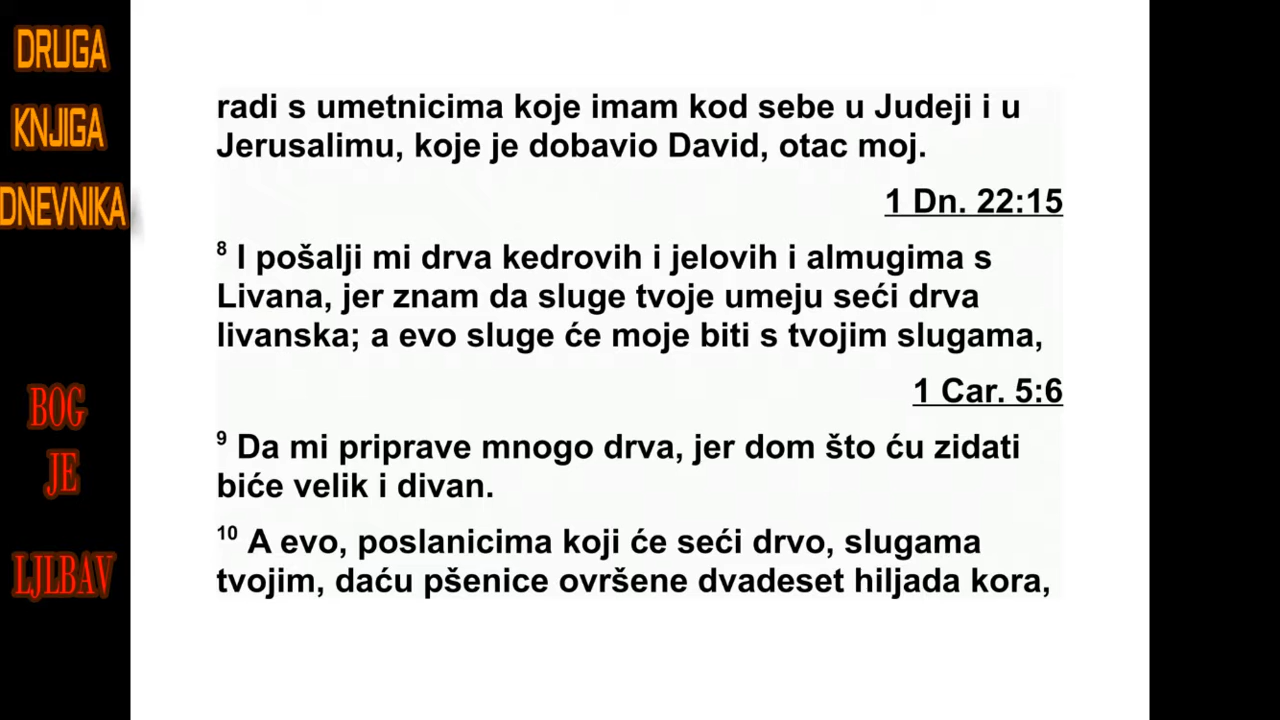 DRUGA
KNJIGA
DNEVNIKA
BOG
JE
LJLBAV
radi s umetnicima koje imam kod sebe u Judeji i u
Jerusalimu, koje je dobavio David, otac moj.
1 Dn. 22:15
8 I pošalji mi drva kedrovih i jelovih i almugima s
Livana, jer znam da sluge tvoje umeju seći drva
livanska; a evo sluge će moje biti s tvojim slugama,
1 Car. 5:6
9 Da mi priprave mnogo drva, jer dom što ću zidati
biće velik i divan.
10 A evo, poslanicima koji će seći drvo, slugama
tvojim, daću pšenice ovršene dvadeset hiljada kora,